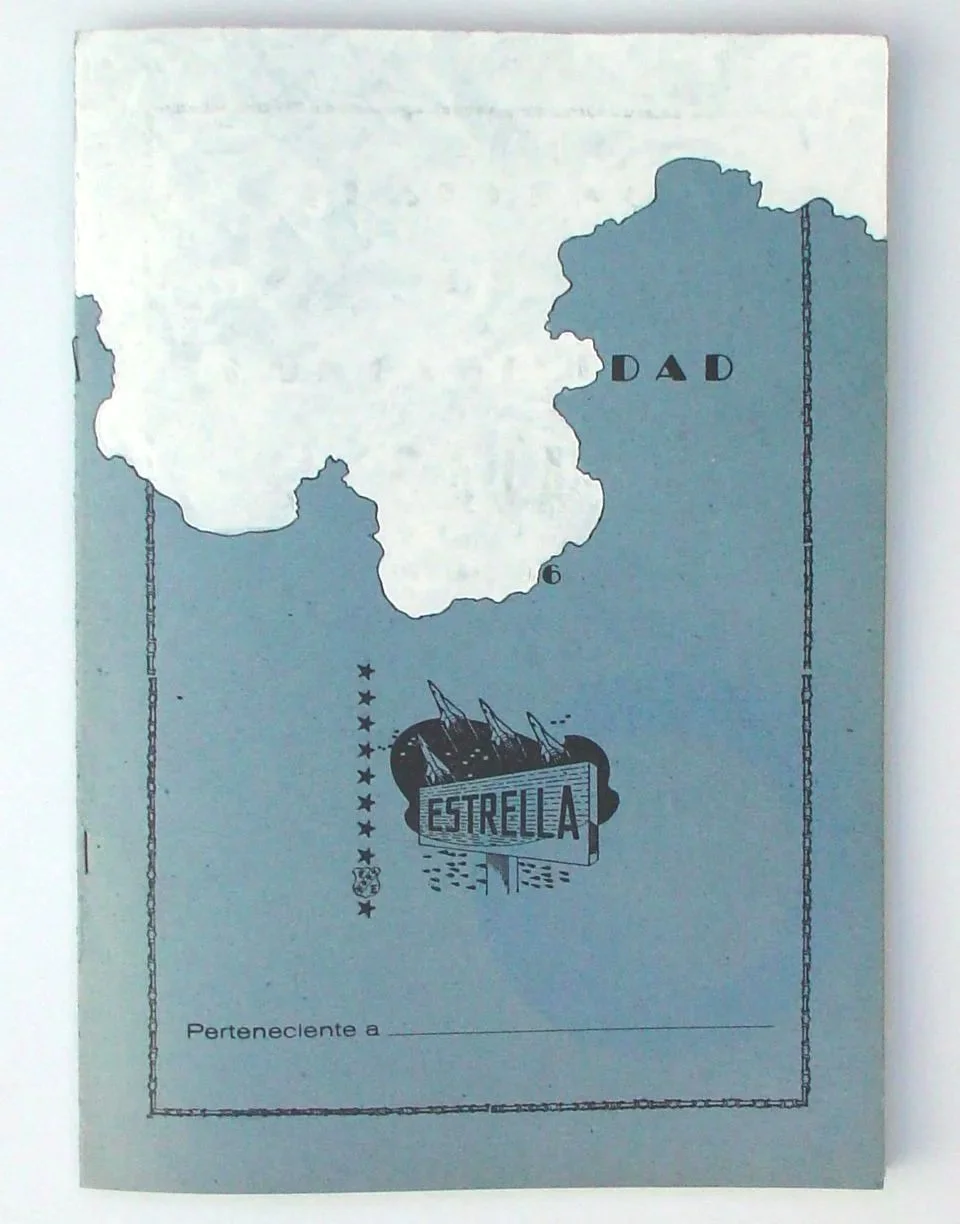 DAD
6
ESTRELLA
Perteneciente a